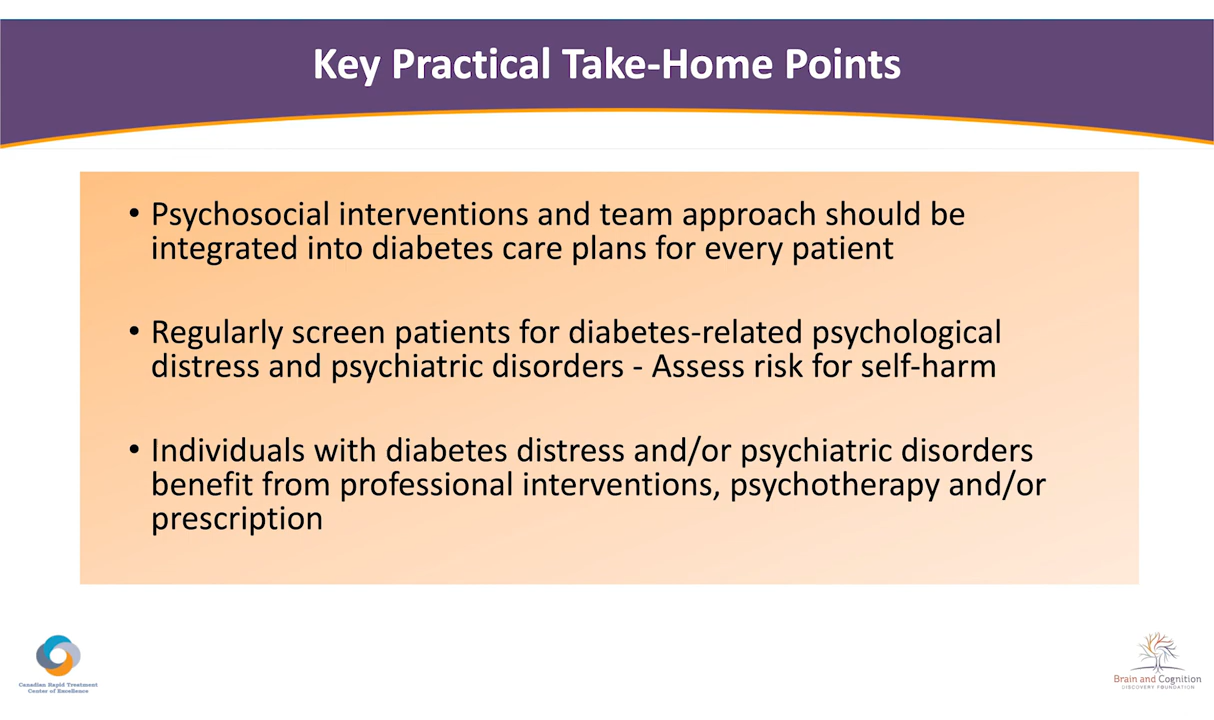 Key Practical Take-Home Points
• Psychosocial interventions and team approach should be
integrated into diabetes care plans for every patient
• Regularly screen patients for diabetes-related psychological
distress and psychiatric disorders - Assess risk for self-harm
• Individuals with diabetes distress and/or psychiatric disorders
benefit from professional interventions, psychotherapy and/or
prescription
Canadian Rapid Treatment
Center of Excellence
Brain and Cognition
DISCOVERY FOUNDATION